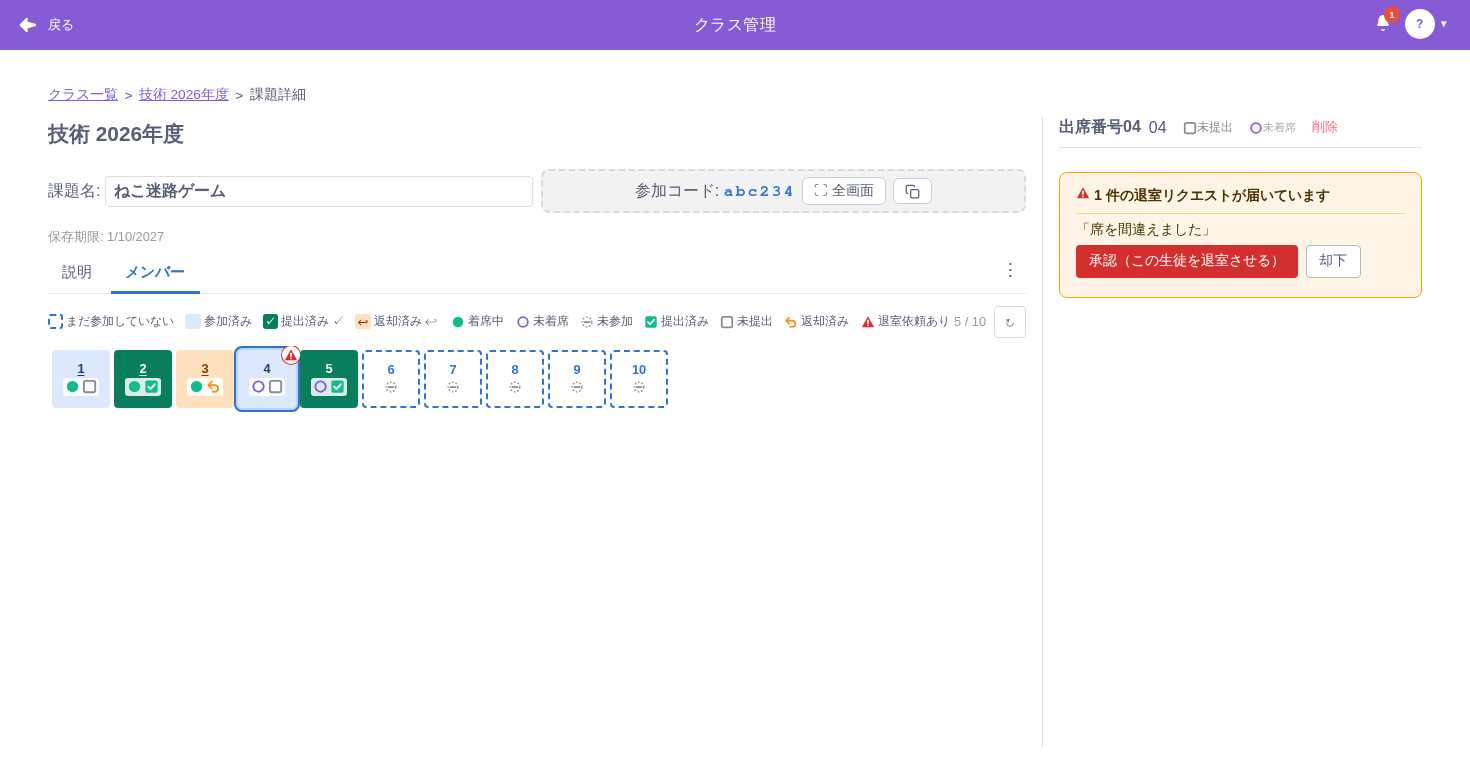 戻る
クラス管理
1
?
▼
クラス一覧 > 技術 2026年度 > 課題詳細
技術 2026年度
課題名: ねこ迷路ゲーム
参加コード: abc234 全画面
保存期限: 1/10/2027
説明 メンバー
まだ参加していない 参加済み ✓ 提出済み ✓ ↩ 返却済み ↩ 着席中 未着席 未参加 提出済み 未提出 返却済み 退室依頼あり 5 / 10 ↻
1 2 3 4 5 6 7 8 9 10
出席番号04 04 未提出 未着席 削除
1 件の退室リクエストが届いています
「席を間違えました」
承認（この生徒を退室させる） 却下